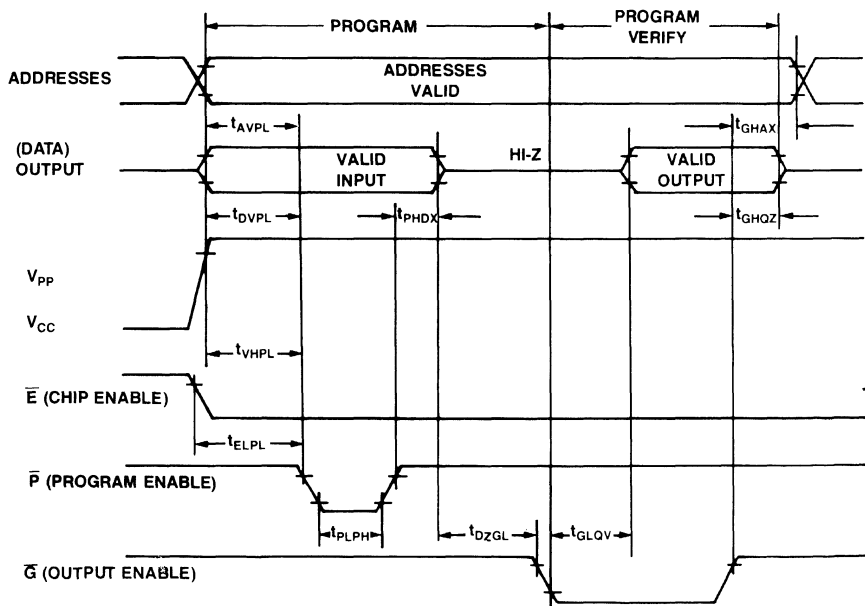 PROGRAM
PROGRAM
VERIFY
ADDRESSES
ADDRESSES
VALID
tAVPL
tGHAX
(DATA)
OUTPUT
VALID
INPUT
HI-Z
VALID
OUTPUT
tDVPL
tPHDX
tGHQZ
VPP
VCC
tVHPL
E̅ (CHIP ENABLE)
tELPL
P̅ (PROGRAM ENABLE)
tPLPH
tDZGL
tGLQV
G̅ (OUTPUT ENABLE)